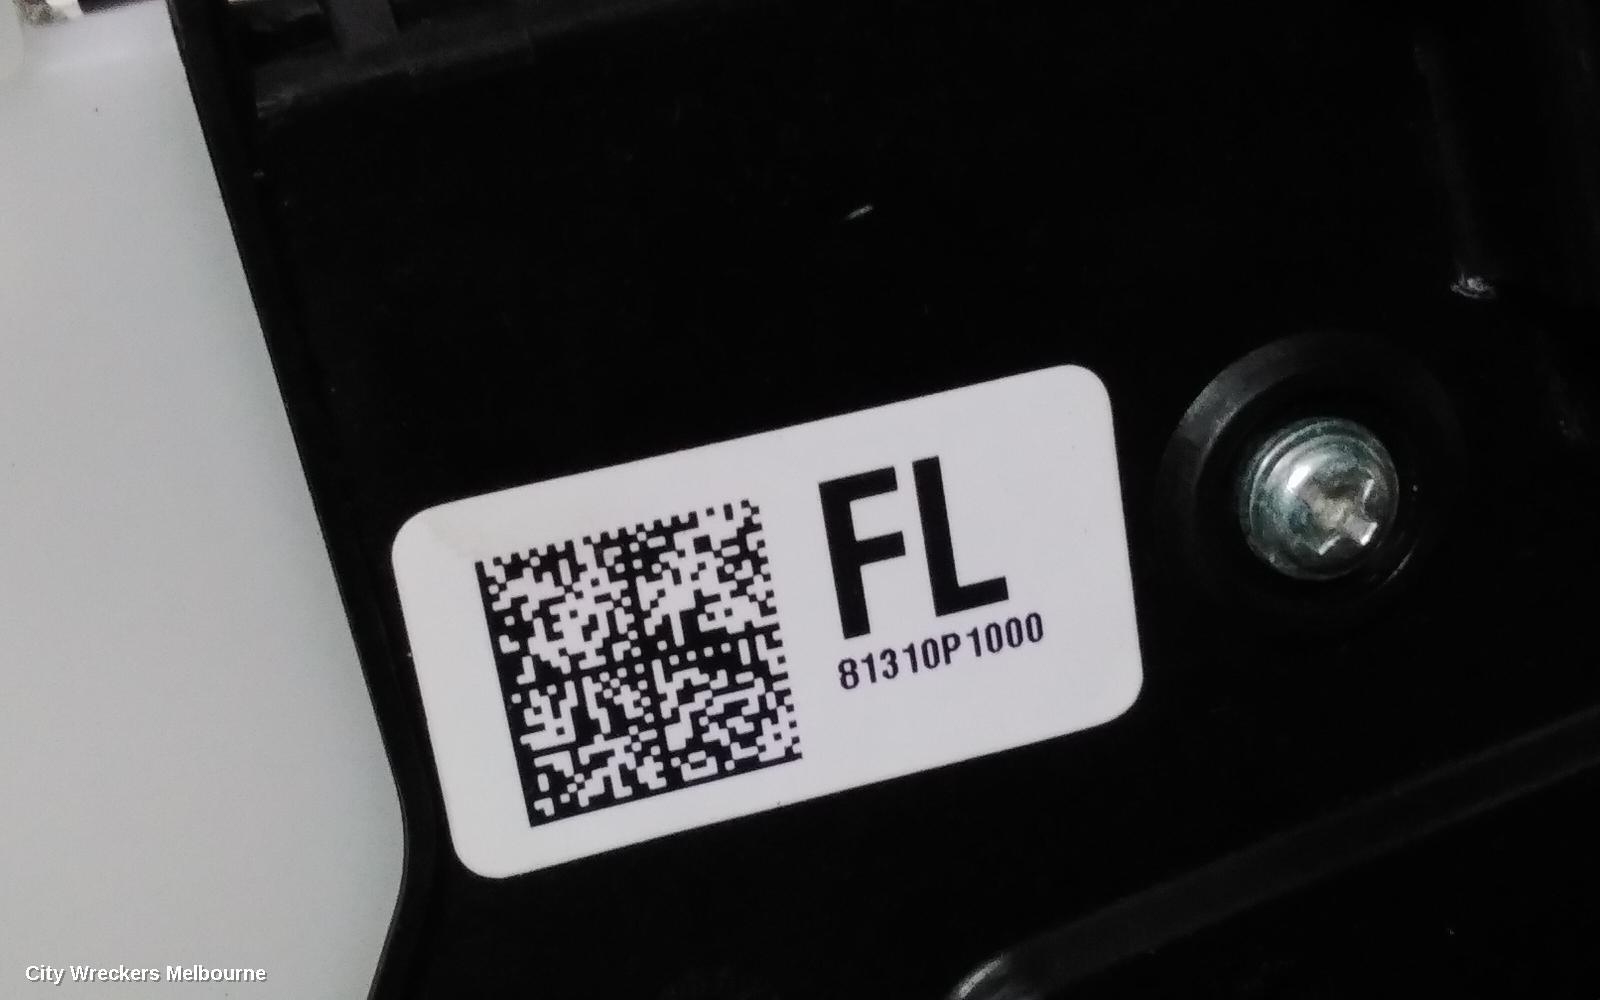 FL
81310P1000
City Wreckers Melbourne